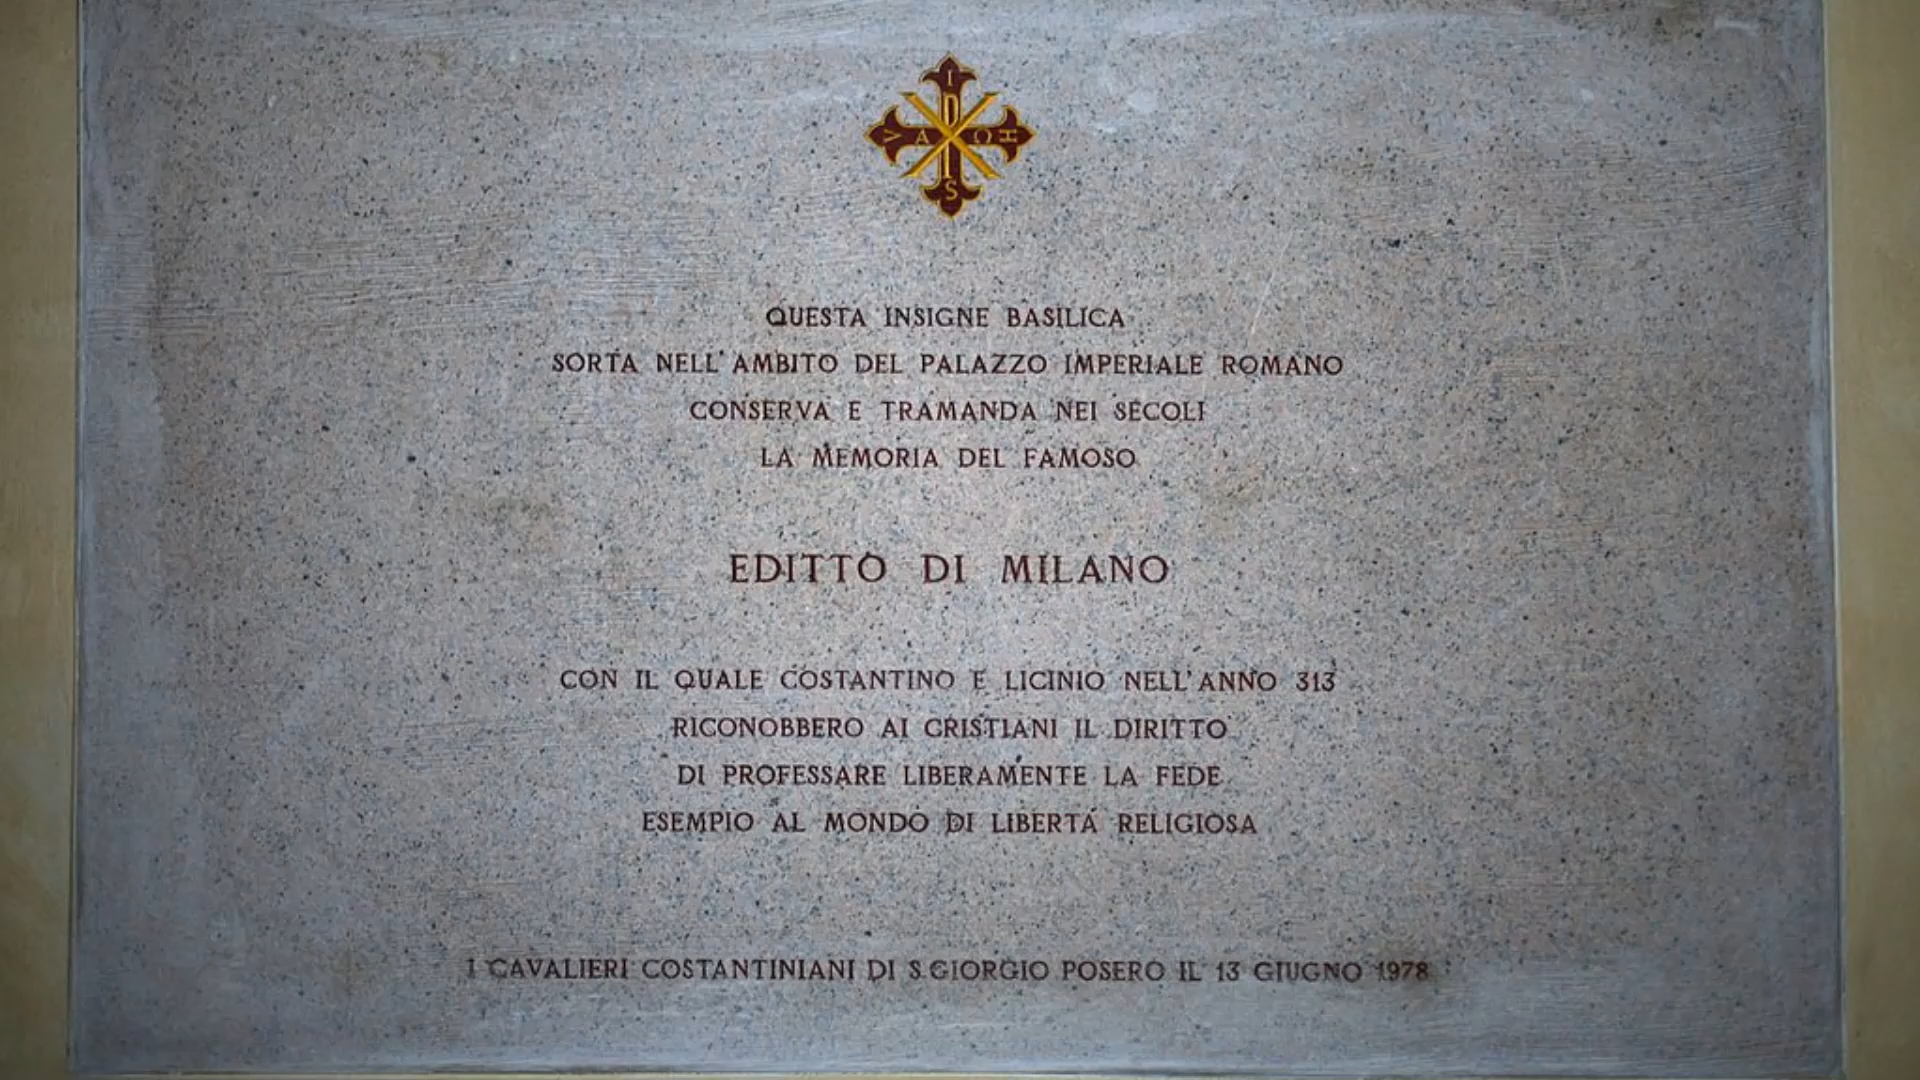 I
P
V A Ω H
S
QUESTA INSIGNE BASILICA
SORTA NELL'AMBITO DEL PALAZZO IMPERIALE ROMANO
CONSERVA E TRAMANDA NEI SECOLI
LA MEMORIA DEL FAMOSO
EDITTO DI MILANO
CON IL QUALE COSTANTINO E LICINIO NELL'ANNO 313
RICONOBBERO AI CRISTIANI IL DIRITTO
DI PROFESSARE LIBERAMENTE LA FEDE
ESEMPIO AL MONDO DI LIBERTÁ RELIGIOSA
I CAVALIERI COSTANTINIANI DI S.GIORGIO POSERO IL 13 GIUGNO 1978